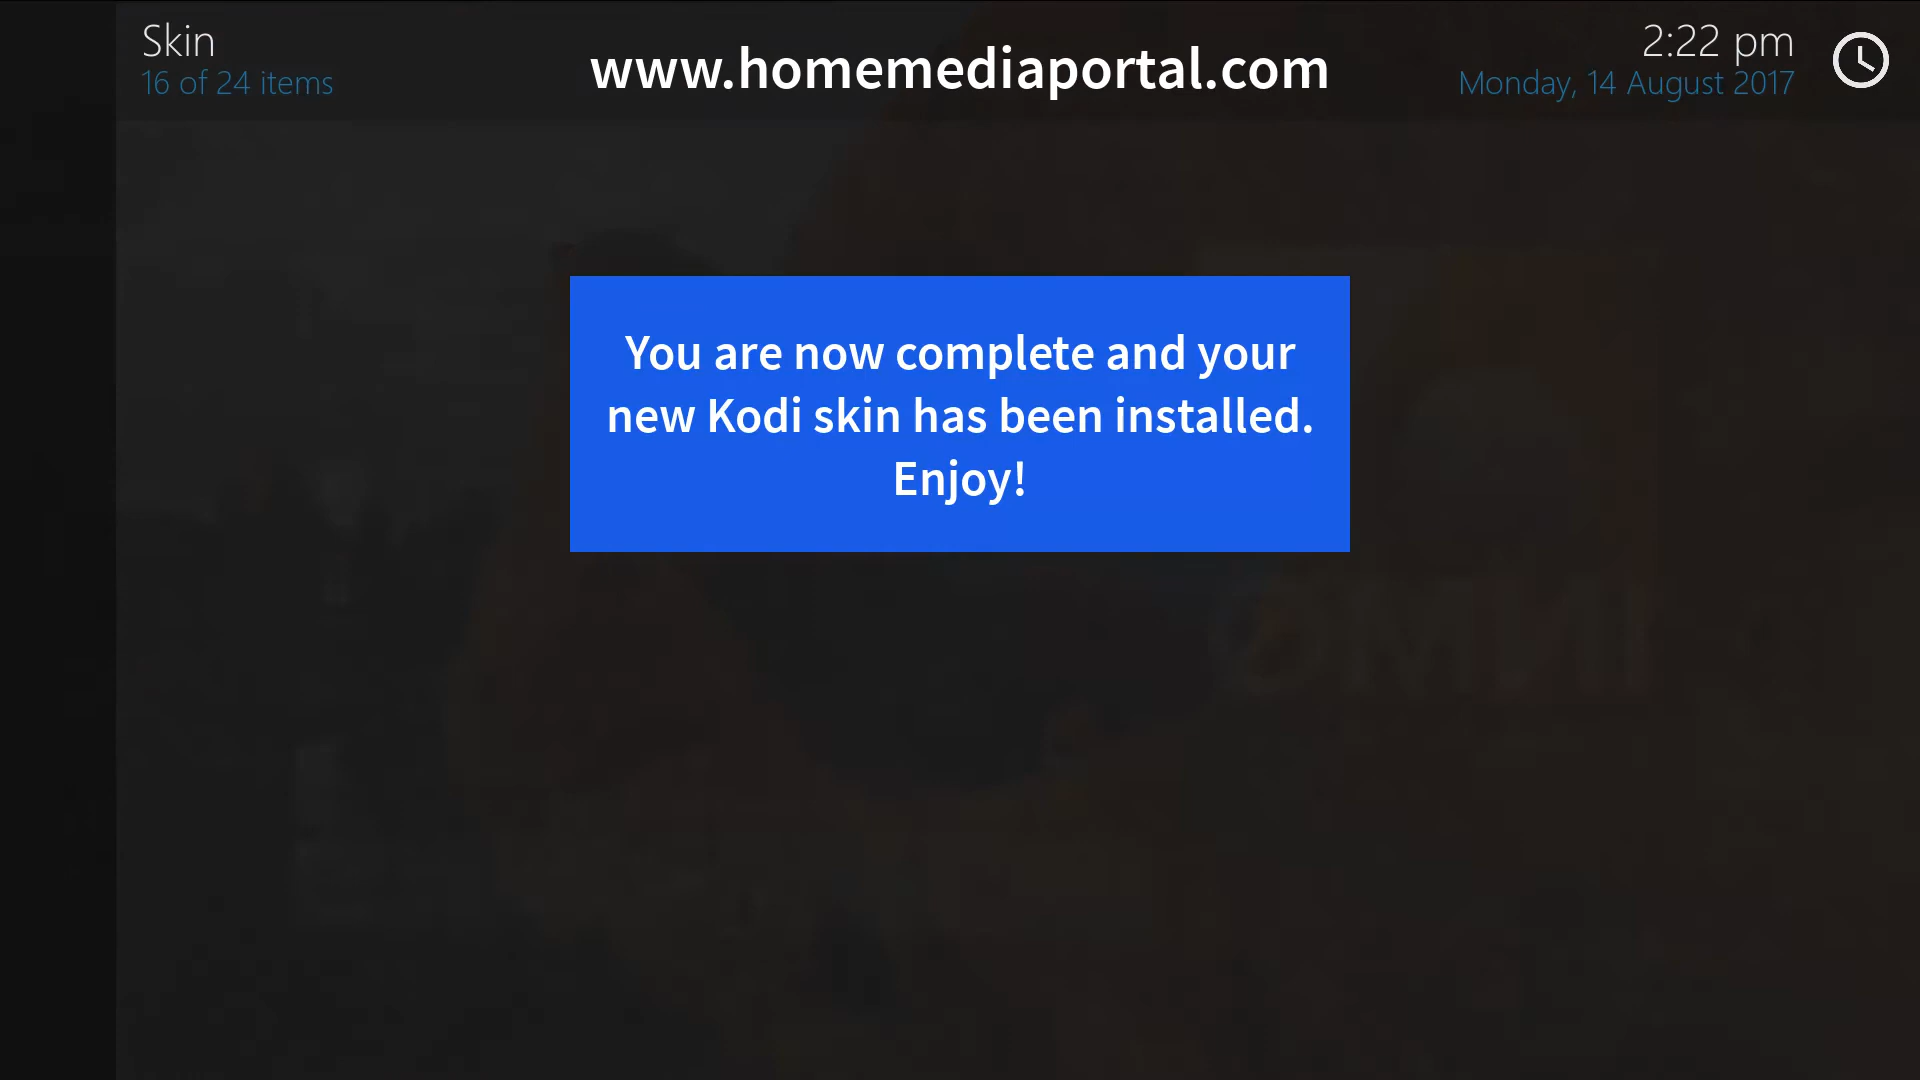 Skin
16 of 24 items
www.homemediaportal.com
2:22 pm
Monday, 14 August 2017
You are now complete and your
new Kodi skin has been installed.
Enjoy!